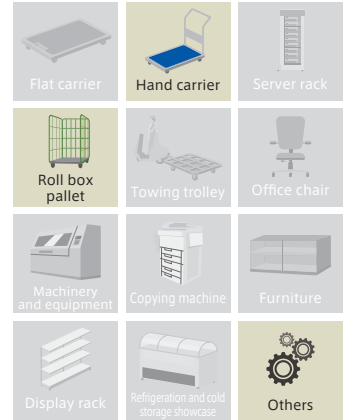 Flat carrier
Hand carrier
Server rack
Roll box
pallet
Towing trolley
Office chair
Machinery
and equipment
Copying machine
Furniture
Display rack
Refrigeration and cold
storage showcase
Others